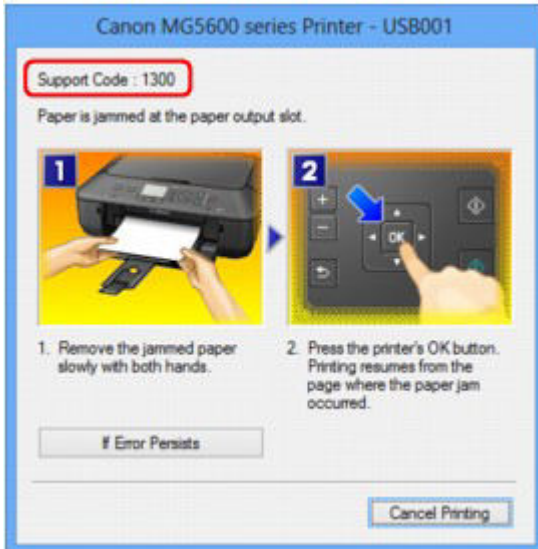 Canon MG5600 series Printer - USB001
Support Code : 1300
Paper is jammed at the paper output slot.
1
2
+
−
OK
1. Remove the jammed paper
slowly with both hands.
2. Press the printer's OK button.
Printing resumes from the
page where the paper jam
occurred.
If Error Persists
Cancel Printing